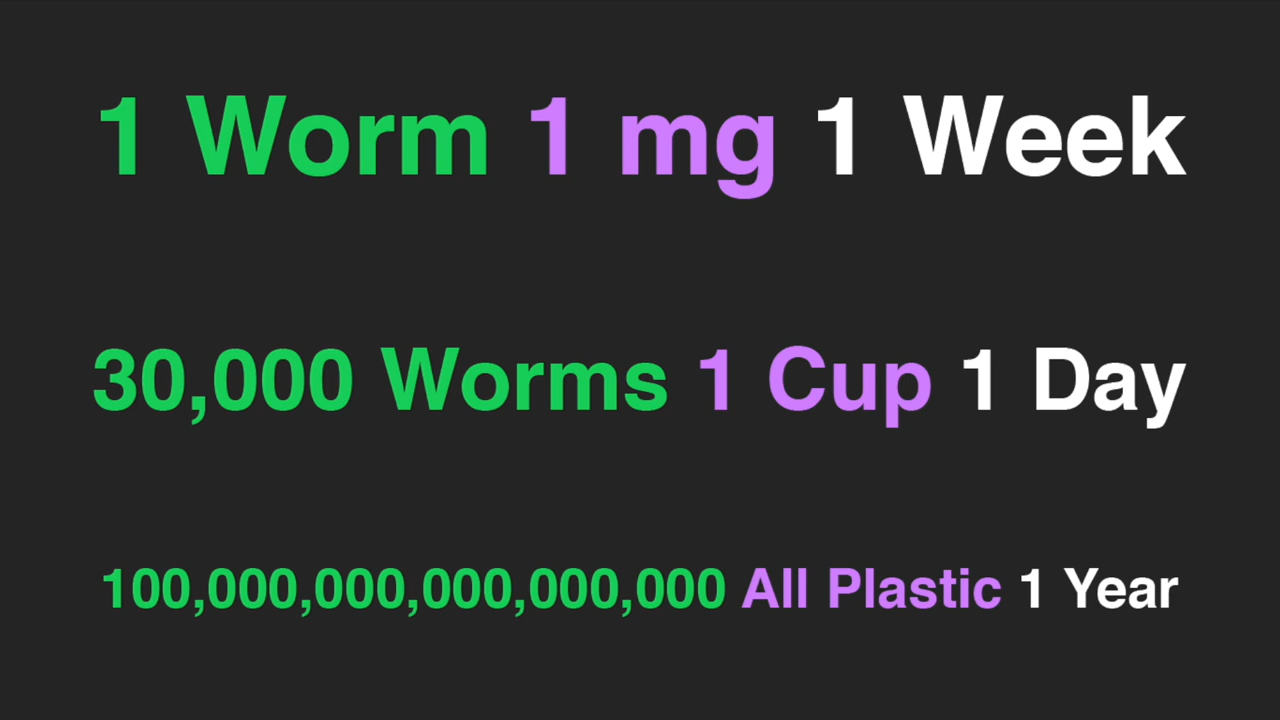 1 Worm 1 mg 1 Week
30,000 Worms 1 Cup 1 Day
100,000,000,000,000,000 All Plastic 1 Year